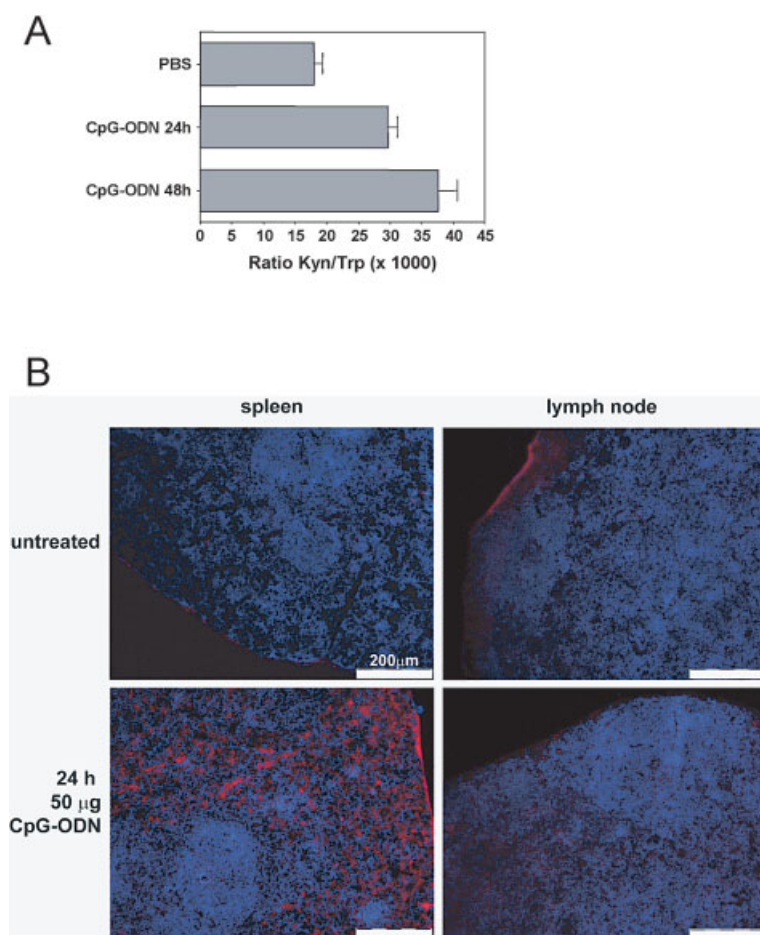 A
PBS
CpG-ODN 24h
CpG-ODN 48h
0 5 10 15 20 25 30 35 40 45
Ratio Kyn/Trp (x 1000)
B
spleen lymph node
untreated
200μm
24 h
50 μg
CpG-ODN